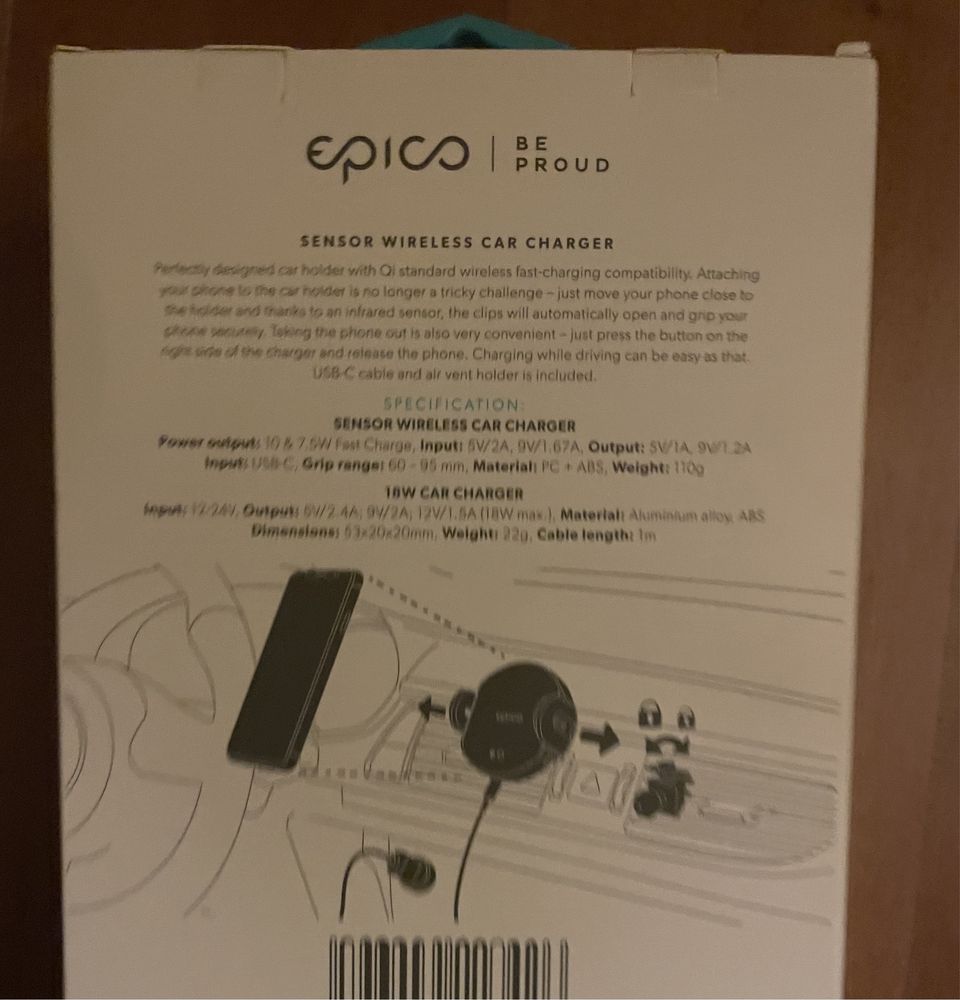 epico | BE PROUD
SENSOR WIRELESS CAR CHARGER
Perfectly designed car holder with Qi standard wireless fast-charging compatibility. Attaching
your phone to the car holder is no longer a tricky challenge – just move your phone close to
the holder and thanks to an infrared sensor, the clips will automatically open and grip your
phone securely. Taking the phone out is also very convenient – just press the button on the
right side of the charger and release the phone. Charging while driving can be easy as that.
USB-C cable and air vent holder is included.
SPECIFICATION:
SENSOR WIRELESS CAR CHARGER
Power output: 10 & 7.5W Fast Charge, Input: 5V/2A, 9V/1.67A, Output: 5V/1A, 9V/1.2A
Input: USB-C, Grip range: 60 - 95 mm, Material: PC + ABS, Weight: 110g
18W CAR CHARGER
Input: 12-24V, Output: 5V/2.4A; 9V/2A; 12V/1.5A (18W max.), Material: Aluminium alloy, ABS
Dimensions: 53x20x20mm, Weight: 22g, Cable length: 1m
epico